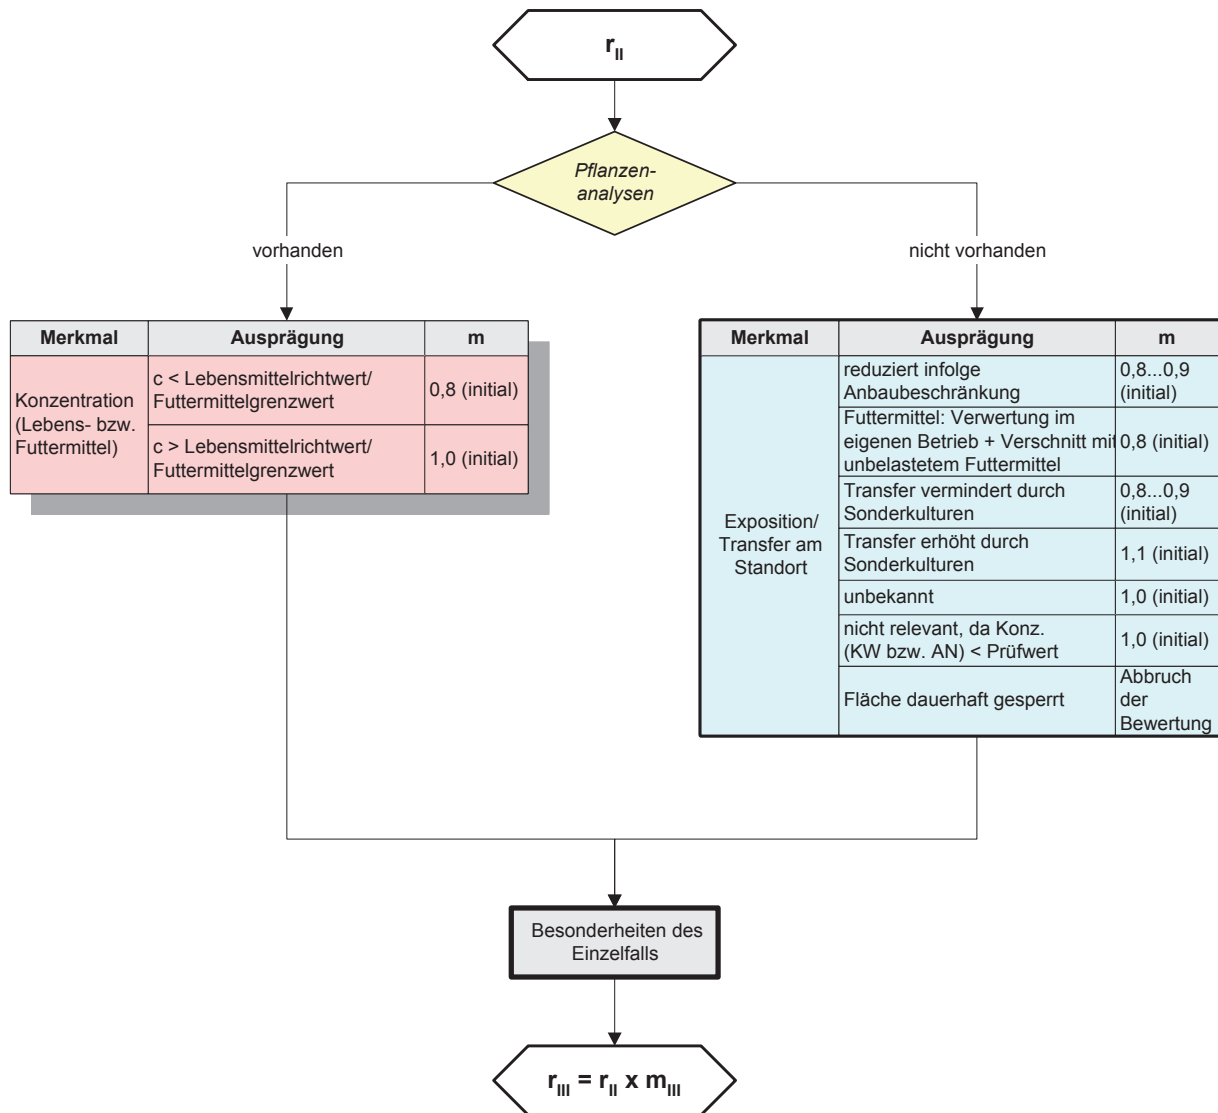 r_II
Pflanzen-
analysen
vorhanden
nicht vorhanden
Merkmal Ausprägung m
Konzentration
(Lebens- bzw.
Futtermittel)
c < Lebensmittelrichtwert/
Futtermittelgrenzwert
0,8 (initial)
c > Lebensmittelrichtwert/
Futtermittelgrenzwert
1,0 (initial)
Merkmal Ausprägung m
Exposition/
Transfer am
Standort
reduziert infolge
Anbaubeschränkung
0,8...0,9
(initial)
Futtermittel: Verwertung im
eigenen Betrieb + Verschnitt mit
unbelastetem Futtermittel
0,8 (initial)
Transfer vermindert durch
Sonderkulturen
0,8...0,9
(initial)
Transfer erhöht durch
Sonderkulturen
1,1 (initial)
unbekannt
1,0 (initial)
nicht relevant, da Konz.
(KW bzw. AN) < Prüfwert
1,0 (initial)
Fläche dauerhaft gesperrt
Abbruch
der
Bewertung
Besonderheiten des
Einzelfalls
r_III = r_II x m_III